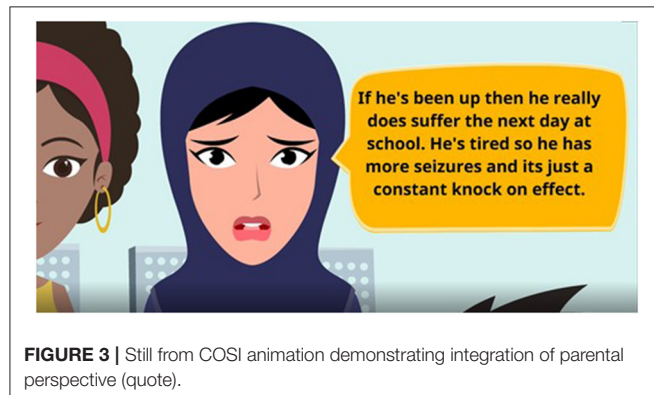 If he's been up then he really
does suffer the next day at
school. He's tired so he has
more seizures and its just a
constant knock on effect.
FIGURE 3 | Still from COSI animation demonstrating integration of parental
perspective (quote).